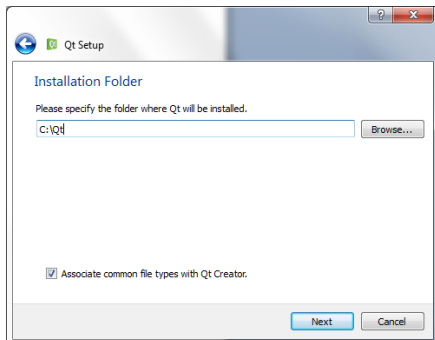 Qt Setup
Installation Folder
Please specify the folder where Qt will be installed.
C:\Qt
Browse...
Associate common file types with Qt Creator.
Next
Cancel